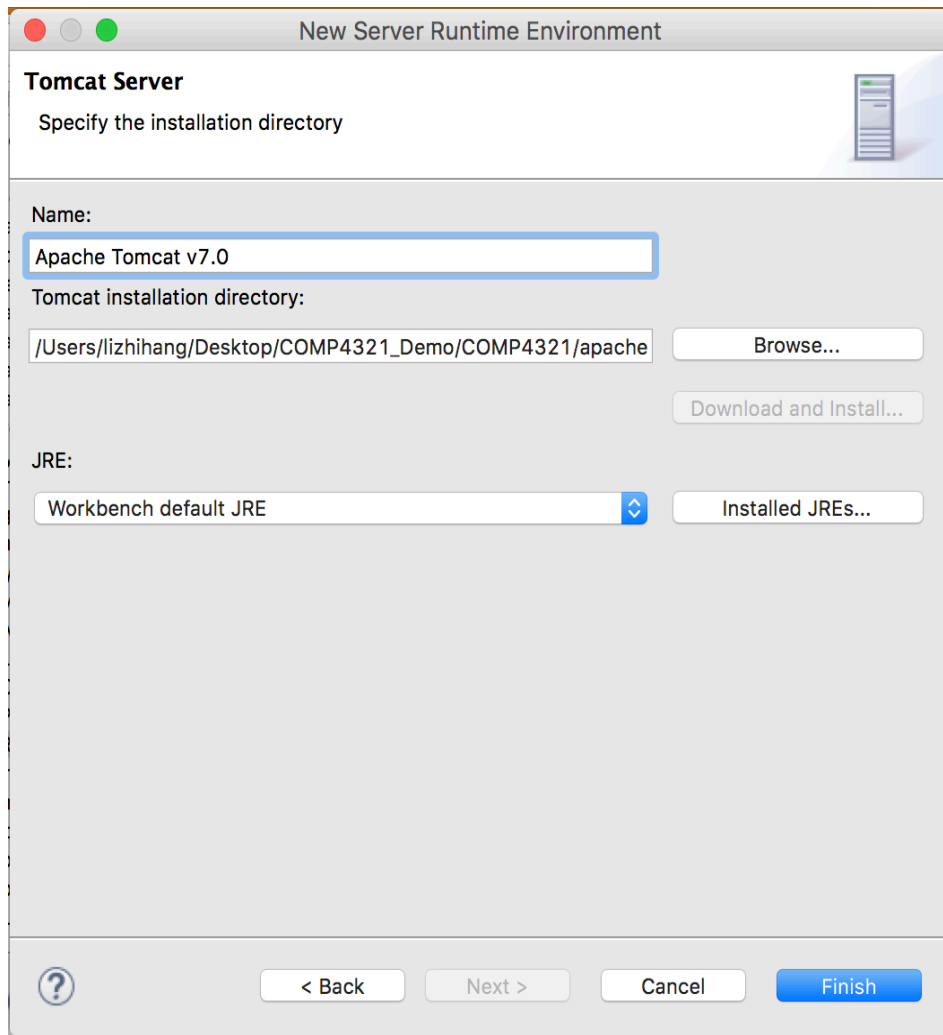 New Server Runtime Environment
Tomcat Server
Specify the installation directory
Name:
Apache Tomcat v7.0
Tomcat installation directory:
/Users/lizhihang/Desktop/COMP4321_Demo/COMP4321/apache
Browse...
Download and Install...
JRE:
Workbench default JRE
Installed JREs...
?
< Back
Next >
Cancel
Finish